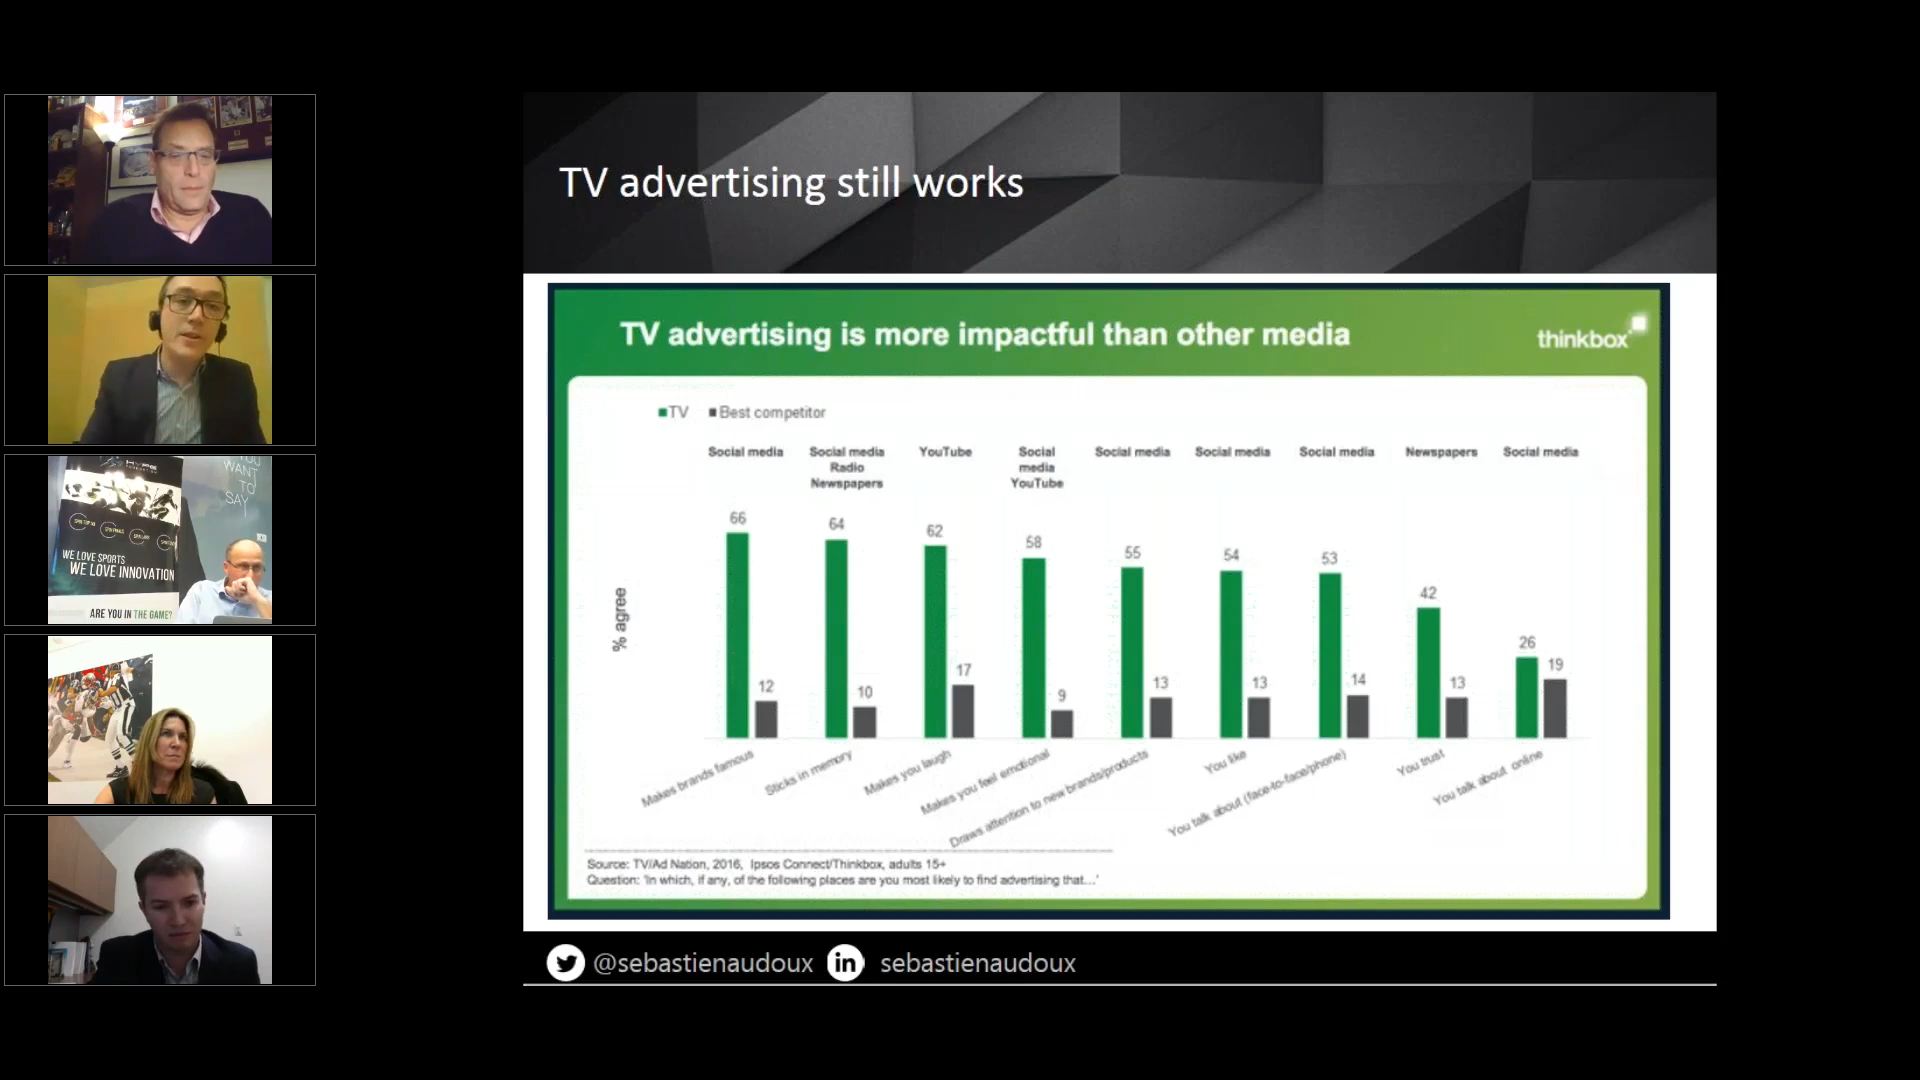 YOU
WANT
TO
SAY
WE LOVE SPORTS
WE LOVE INNOVATION
ARE YOU IN THE GAME?
TV advertising still works
TV advertising is more impactful than other media
thinkbox
TV Best competitor
Social media Social media YouTube Social Social media Social media Social media Newspapers Social media
Radio media
Newspapers YouTube
66 64 62 58 55 54 53 42 26
12 10 17 9 13 13 14 13 19
% agree
Makes brands famous
Sticks in memory
Makes you laugh
Makes you feel emotional
Draws attention to new brands/products
You like
You talk about (face-to-face/phone)
You trust
You talk about online
Source: TV/Ad Nation, 2016, Ipsos Connect/Thinkbox, adults 15+
Question: 'In which, if any, of the following places are you most likely to find advertising that...'
@sebastienaudoux in sebastienaudoux